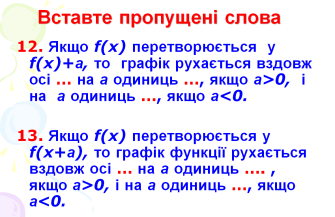 Вставте пропущені слова
12. Якщо f(x) перетворюється у
f(x)+a, то графік рухається вздовж
осі ... на a одиниць ..., якщо a>0, і
на a одиниць ..., якщо a<0.
13. Якщо f(x) перетворюється у
f(x+a), то графік функції рухається
вздовж осі ... на a одиниць .... ,
якщо a>0, і на a одиниць ..., якщо
a<0.